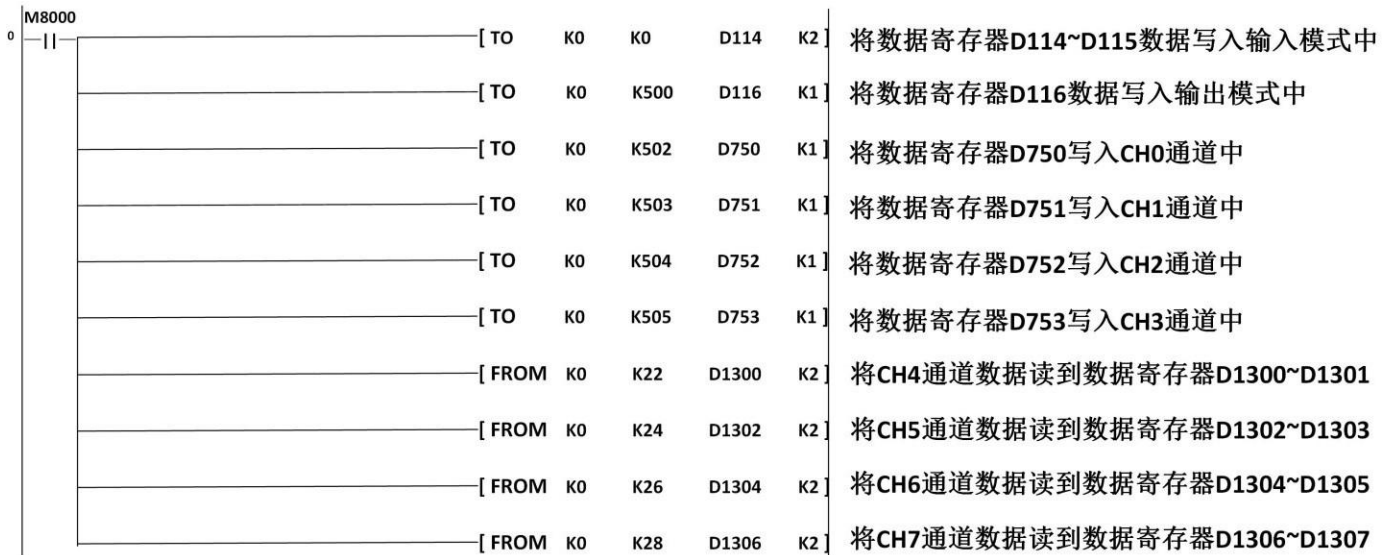 M8000
0
[ TO K0 K0 D114 K2 ] 将数据寄存器D114~D115数据写入输入模式中
[ TO K0 K500 D116 K1 ] 将数据寄存器D116数据写入输出模式中
[ TO K0 K502 D750 K1 ] 将数据寄存器D750写入CH0通道中
[ TO K0 K503 D751 K1 ] 将数据寄存器D751写入CH1通道中
[ TO K0 K504 D752 K1 ] 将数据寄存器D752写入CH2通道中
[ TO K0 K505 D753 K1 ] 将数据寄存器D753写入CH3通道中
[ FROM K0 K22 D1300 K2 ] 将CH4通道数据读到数据寄存器D1300~D1301
[ FROM K0 K24 D1302 K2 ] 将CH5通道数据读到数据寄存器D1302~D1303
[ FROM K0 K26 D1304 K2 ] 将CH6通道数据读到数据寄存器D1304~D1305
[ FROM K0 K28 D1306 K2 ] 将CH7通道数据读到数据寄存器D1306~D1307